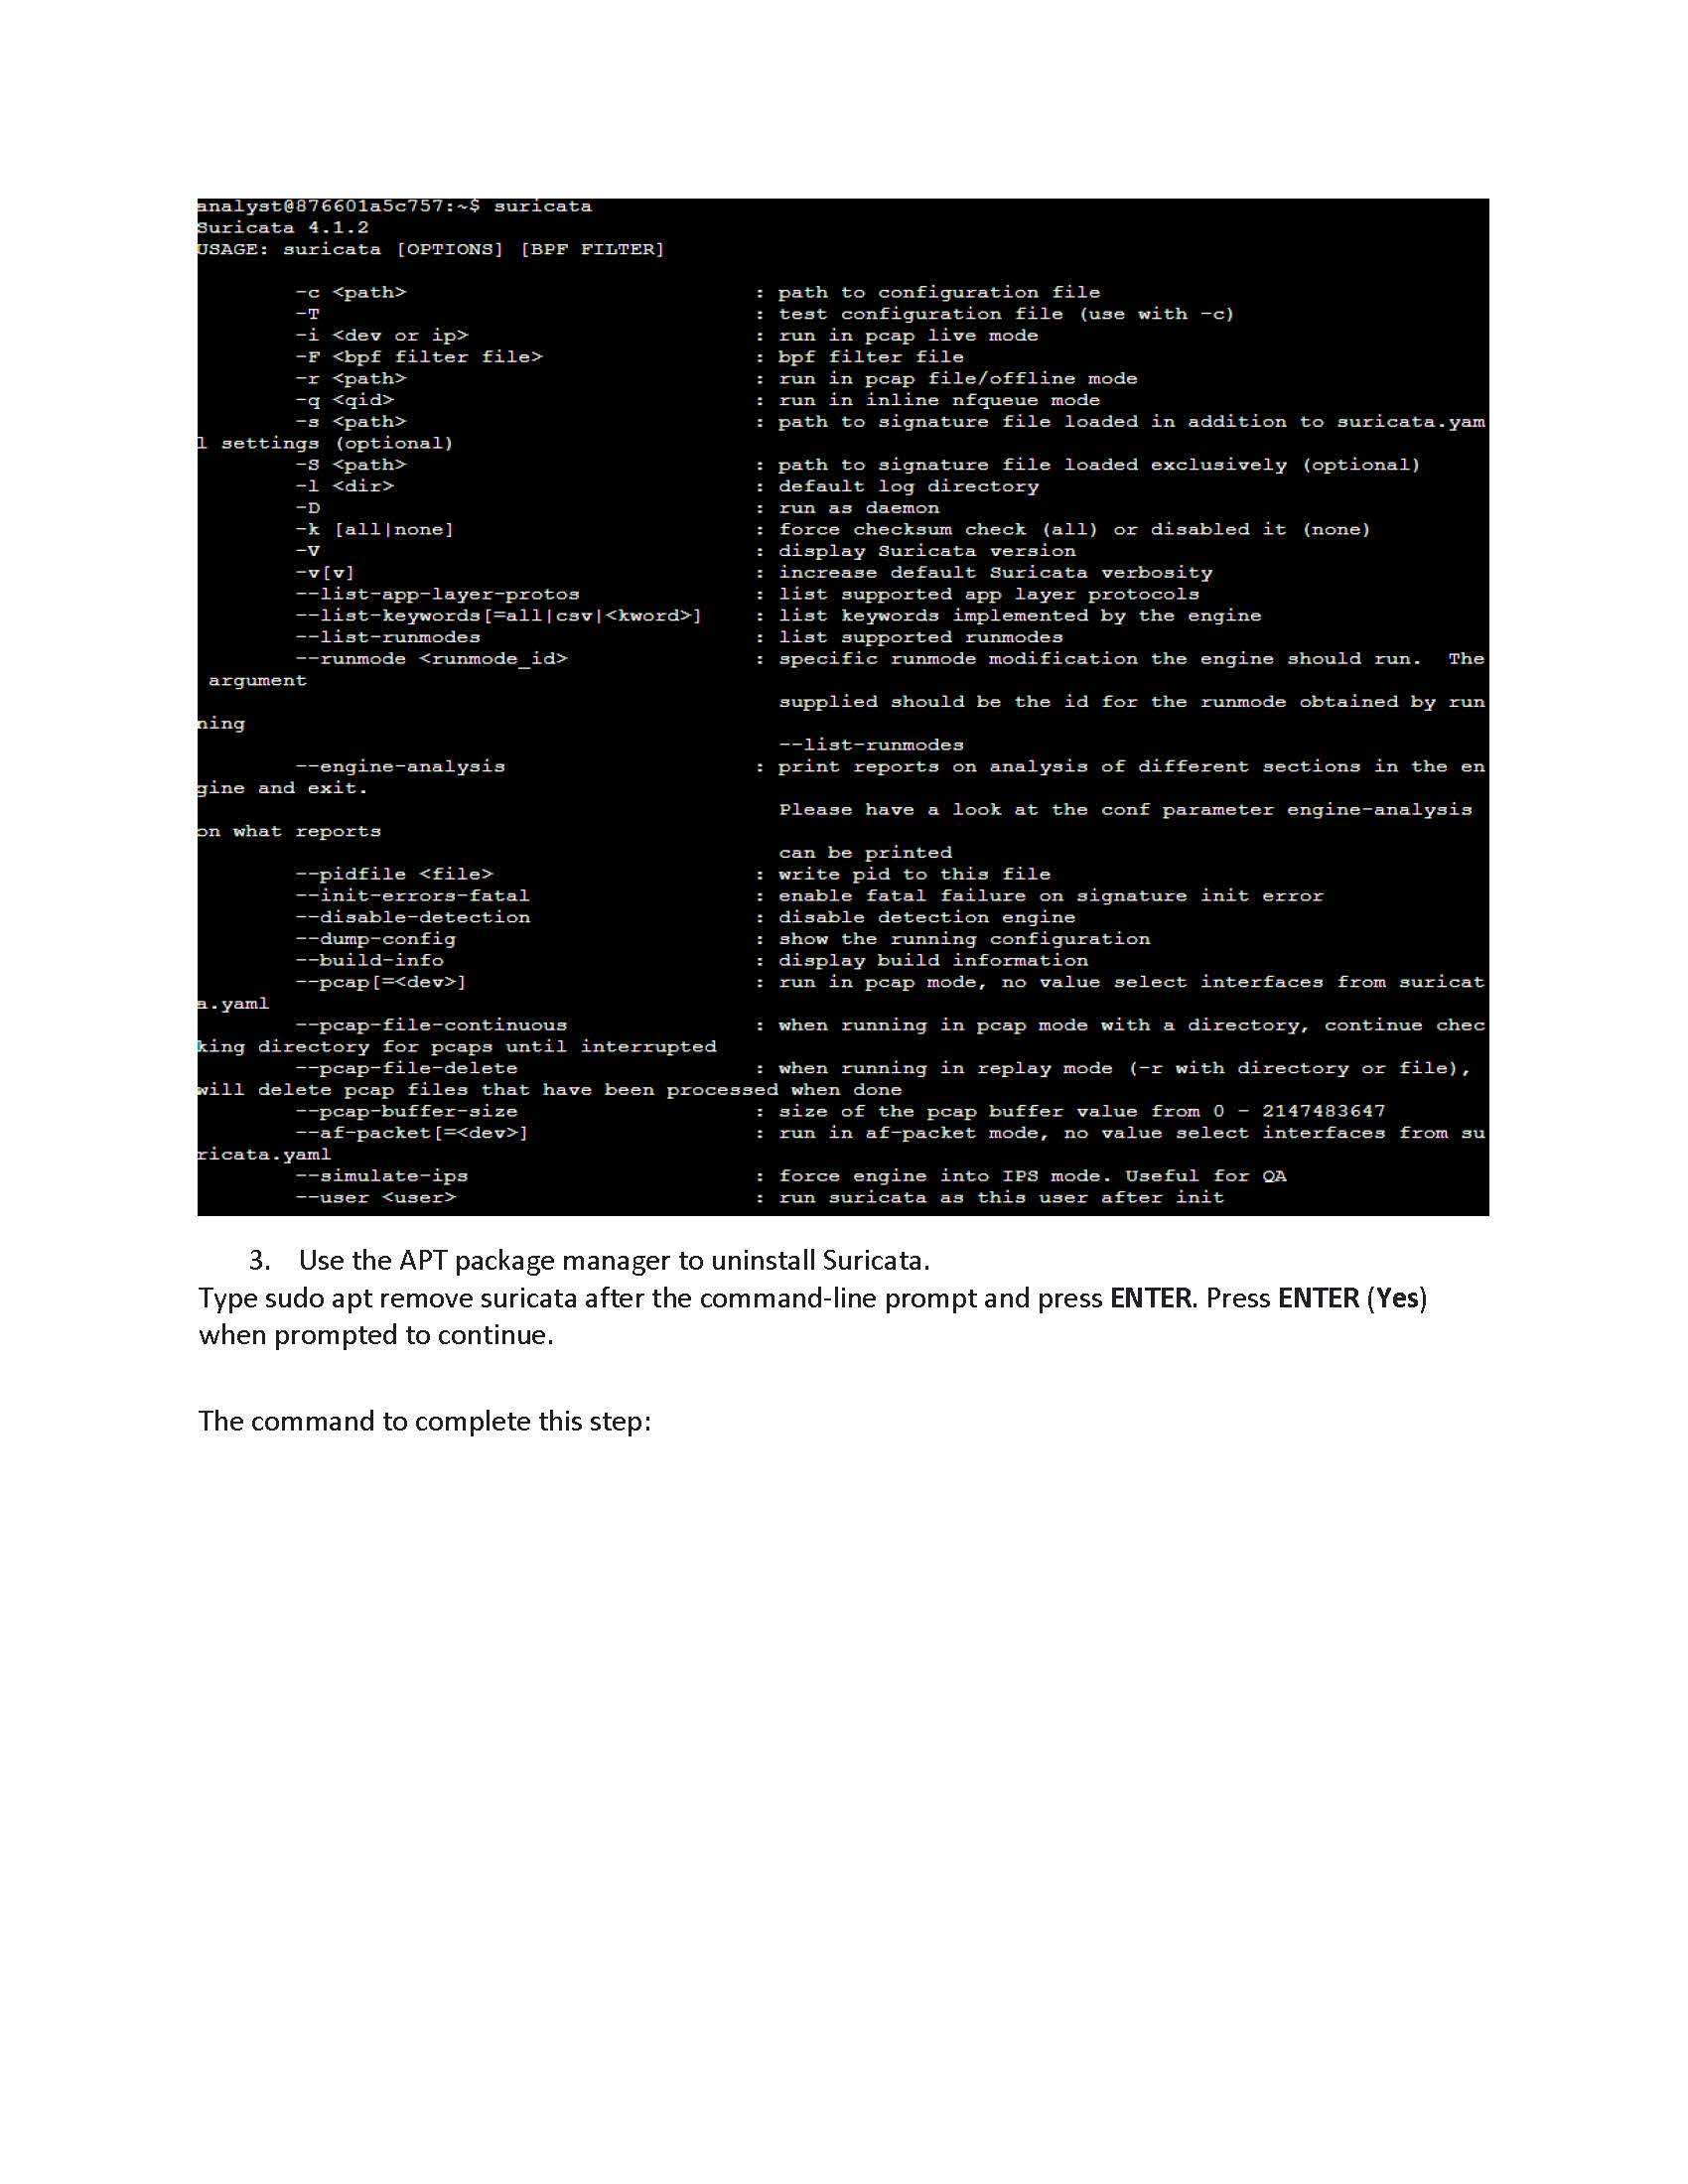 analyst@876601a5c757:~$ suricata
Suricata 4.1.2
USAGE: suricata [OPTIONS] [BPF FILTER]
-c <path> : path to configuration file
-T : test configuration file (use with -c)
-i <dev or ip> : run in pcap live mode
-F <bpf filter file> : bpf filter file
-r <path> : run in pcap file/offline mode
-q <qid> : run in inline nfqueue mode
-s <path> : path to signature file loaded in addition to suricata.yam
l settings (optional)
-S <path> : path to signature file loaded exclusively (optional)
-l <dir> : default log directory
-D : run as daemon
-k [all|none] : force checksum check (all) or disabled it (none)
-V : display Suricata version
-v[v] : increase default Suricata verbosity
--list-app-layer-protos : list supported app layer protocols
--list-keywords[=all|csv|<kword>] : list keywords implemented by the engine
--list-runmodes : list supported runmodes
--runmode <runmode_id> : specific runmode modification the engine should run.  The
argument
supplied should be the id for the runmode obtained by run
ning
--list-runmodes
--engine-analysis : print reports on analysis of different sections in the en
gine and exit.
Please have a look at the conf parameter engine-analysis
on what reports
can be printed
--pidfile <file> : write pid to this file
--init-errors-fatal : enable fatal failure on signature init error
--disable-detection : disable detection engine
--dump-config : show the running configuration
--build-info : display build information
--pcap[=<dev>] : run in pcap mode, no value select interfaces from suricat
a.yaml
--pcap-file-continuous : when running in pcap mode with a directory, continue chec
king directory for pcaps until interrupted
--pcap-file-delete : when running in replay mode (-r with directory or file),
will delete pcap files that have been processed when done
--pcap-buffer-size : size of the pcap buffer value from 0 - 2147483647
--af-packet[=<dev>] : run in af-packet mode, no value select interfaces from su
ricata.yaml
--simulate-ips : force engine into IPS mode. Useful for QA
--user <user> : run suricata as this user after init
3. Use the APT package manager to uninstall Suricata.
Type sudo apt remove suricata after the command-line prompt and press ENTER. Press ENTER (Yes)
when prompted to continue.
The command to complete this step: